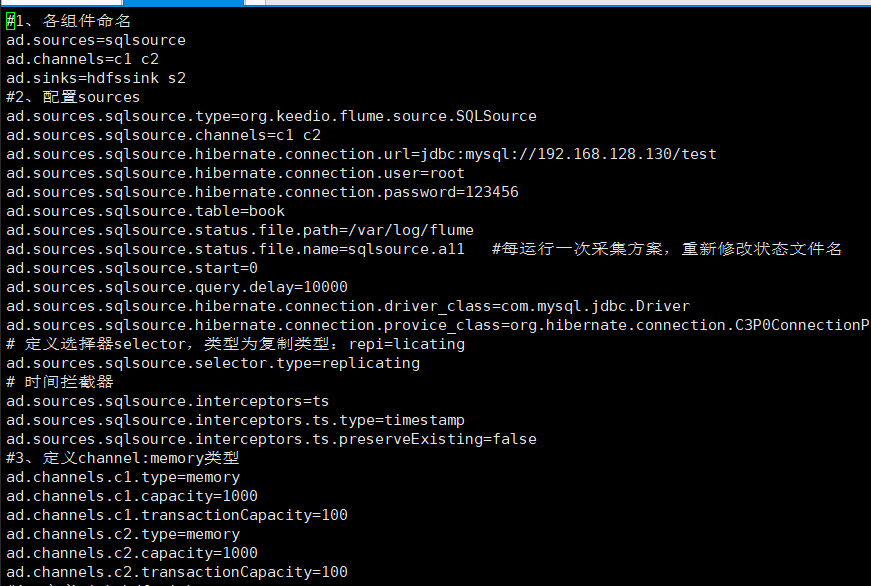 #1、各组件命名
ad.sources=sqlsource
ad.channels=c1 c2
ad.sinks=hdfssink s2
#2、配置sources
ad.sources.sqlsource.type=org.keedio.flume.source.SQLSource
ad.sources.sqlsource.channels=c1 c2
ad.sources.sqlsource.hibernate.connection.url=jdbc:mysql://192.168.128.130/test
ad.sources.sqlsource.hibernate.connection.user=root
ad.sources.sqlsource.hibernate.connection.password=123456
ad.sources.sqlsource.table=book
ad.sources.sqlsource.status.file.path=/var/log/flume
ad.sources.sqlsource.status.file.name=sqlsource.a11   #每运行一次采集方案，重新修改状态文件名
ad.sources.sqlsource.start=0
ad.sources.sqlsource.query.delay=10000
ad.sources.sqlsource.hibernate.connection.driver_class=com.mysql.jdbc.Driver
ad.sources.sqlsource.hibernate.connection.provice_class=org.hibernate.connection.C3P0ConnectionP
# 定义选择器selector，类型为复制类型：repi=licating
ad.sources.sqlsource.selector.type=replicating
# 时间拦截器
ad.sources.sqlsource.interceptors=ts
ad.sources.sqlsource.interceptors.ts.type=timestamp
ad.sources.sqlsource.interceptors.ts.preserveExisting=false
#3、定义channel:memory类型
ad.channels.c1.type=memory
ad.channels.c1.capacity=1000
ad.channels.c1.transactionCapacity=100
ad.channels.c2.type=memory
ad.channels.c2.capacity=1000
ad.channels.c2.transactionCapacity=100